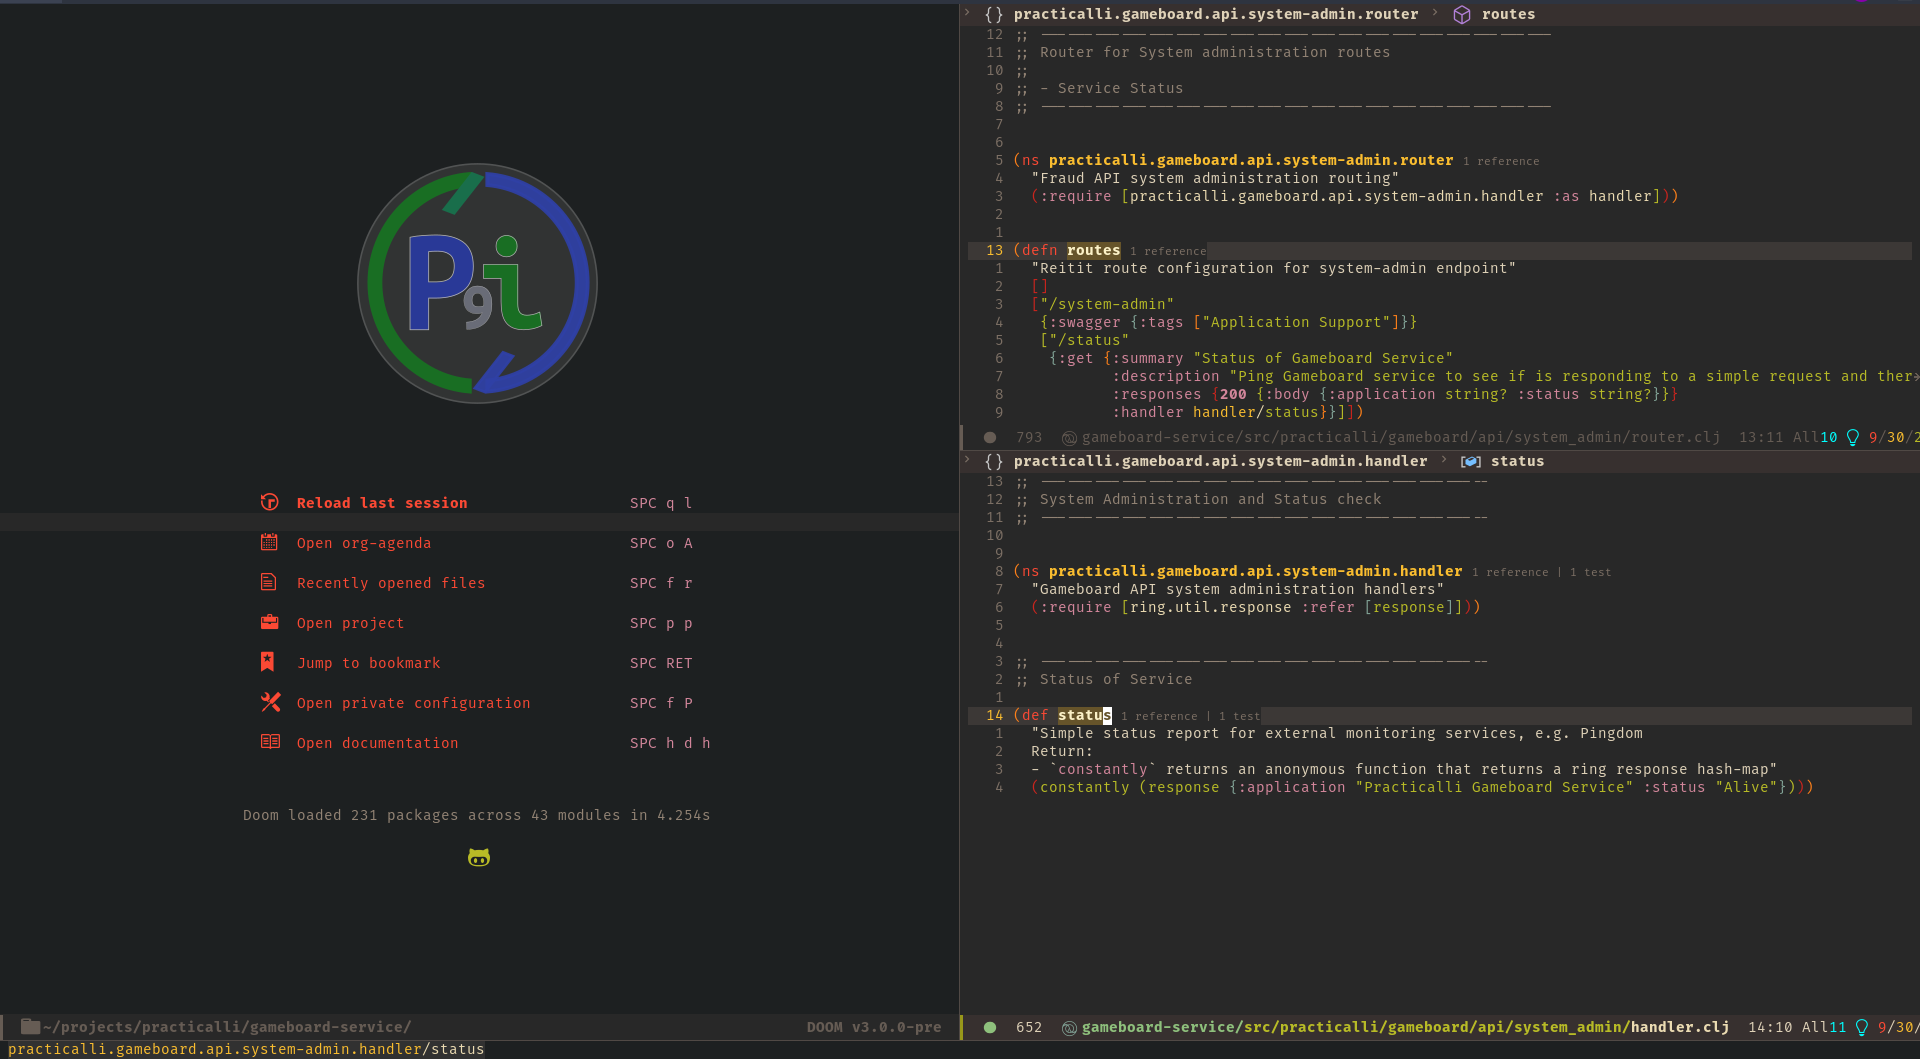 P9i
Reload last session SPC q l
Open org-agenda SPC o A
Recently opened files SPC f r
Open project SPC p p
Jump to bookmark SPC RET
Open private configuration SPC f P
Open documentation SPC h d h
Doom loaded 231 packages across 43 modules in 4.254s
~/projects/practicalli/gameboard-service/ DOOM v3.0.0-pre
› {} practicalli.gameboard.api.system-admin.router › routes
12 ;; ---------------------------------------------------------
11 ;; Router for System administration routes
10 ;;
9 ;; - Service Status
8 ;; ---------------------------------------------------------
7
6
5 (ns practicalli.gameboard.api.system-admin.router 1 reference
4 "Fraud API system administration routing"
3 (:require [practicalli.gameboard.api.system-admin.handler :as handler]))
2
1
13 (defn routes 1 reference
1 "Reitit route configuration for system-admin endpoint"
2 []
3 ["/system-admin"
4 {:swagger {:tags ["Application Support"]}}
5 ["/status"
6 {:get {:summary "Status of Gameboard Service"
7 :description "Ping Gameboard service to see if is responding to a simple request and ther
8 :responses {200 {:body {:application string? :status string?}}}
9 :handler handler/status}}]])
793 gameboard-service/src/practicalli/gameboard/api/system_admin/router.clj 13:11 All 10 9/30/2
› {} practicalli.gameboard.api.system-admin.handler › status
13 ;; --------------------------------------------------
12 ;; System Administration and Status check
11 ;; --------------------------------------------------
10
9
8 (ns practicalli.gameboard.api.system-admin.handler 1 reference | 1 test
7 "Gameboard API system administration handlers"
6 (:require [ring.util.response :refer [response]]))
5
4
3 ;; --------------------------------------------------
2 ;; Status of Service
1
14 (def status 1 reference | 1 test
1 "Simple status report for external monitoring services, e.g. Pingdom
2 Return:
3 - `constantly` returns an anonymous function that returns a ring response hash-map"
4 (constantly (response {:application "Practicalli Gameboard Service" :status "Alive"})))
652 gameboard-service/src/practicalli/gameboard/api/system_admin/handler.clj 14:10 All 11 9/30/
practicalli.gameboard.api.system-admin.handler/status